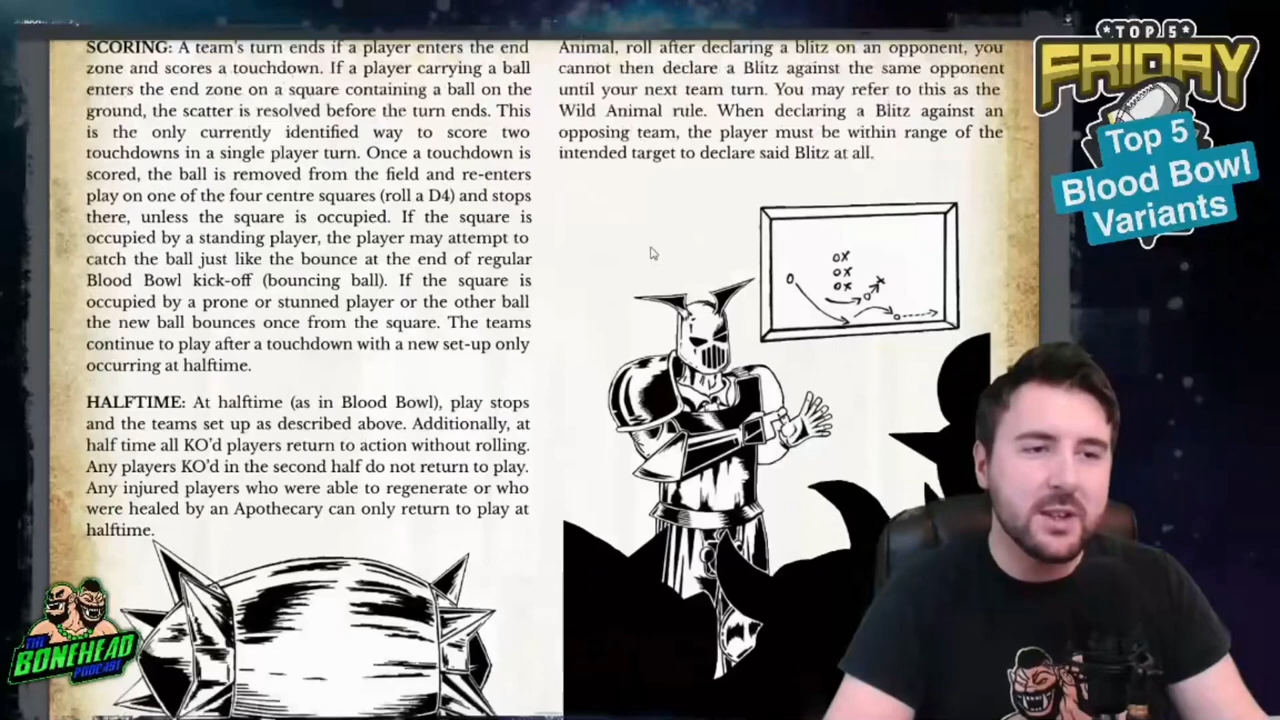 SCORING: A team's turn ends if a player enters the end
zone and scores a touchdown. If a player carrying a ball
enters the end zone on a square containing a ball on the
ground, the scatter is resolved before the turn ends. This
is the only currently identified way to score two
touchdowns in a single player turn. Once a touchdown is
scored, the ball is removed from the field and re-enters
play on one of the four centre squares (roll a D4) and stops
there, unless the square is occupied. If the square is
occupied by a standing player, the player may attempt to
catch the ball just like the bounce at the end of regular
Blood Bowl kick-off (bouncing ball). If the square is
occupied by a prone or stunned player or the other ball
the new ball bounces once from the square. The teams
continue to play after a touchdown with a new set-up only
occurring at halftime.
HALFTIME: At halftime (as in Blood Bowl), play stops
and the teams set up as described above. Additionally, at
half time all KO'd players return to action without rolling.
Any players KO'd in the second half do not return to play.
Any injured players who were able to regenerate or who
were healed by an Apothecary can only return to play at
halftime.
Animal, roll after declaring a blitz on an opponent, you
cannot then declare a Blitz against the same opponent
until your next team turn. You may refer to this as the
Wild Animal rule. When declaring a Blitz against an
opposing team, the player must be within range of the
intended target to declare said Blitz at all.
OX
OX
OX
*TOP 5*
FRIDAY
Top 5
Blood Bowl
Variants
THE
BONEHEAD
PODCAST